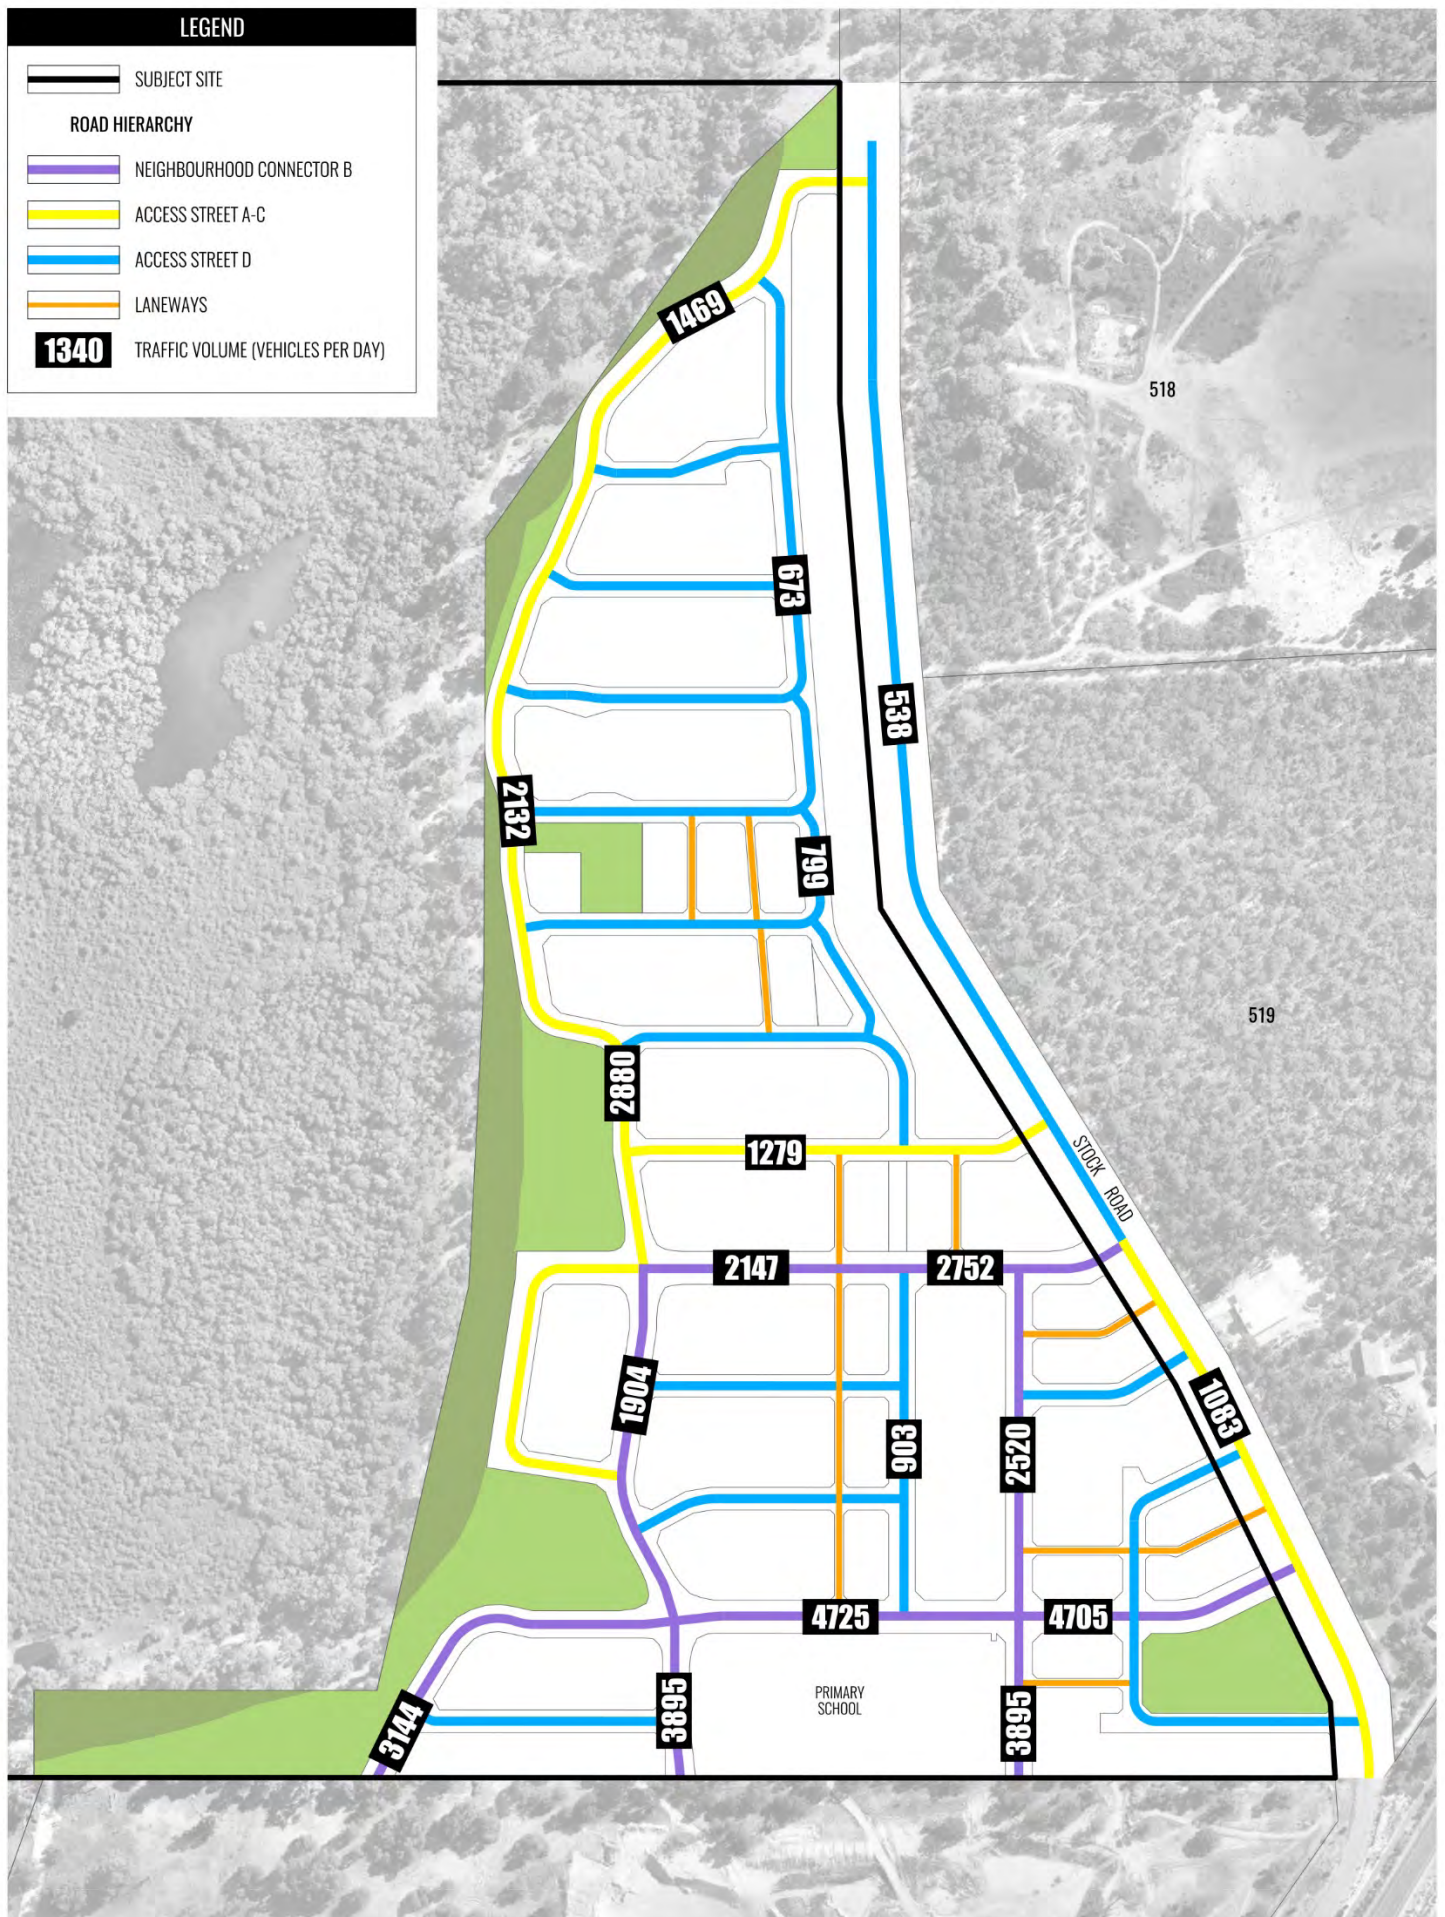 LEGEND
SUBJECT SITE
ROAD HIERARCHY
NEIGHBOURHOOD CONNECTOR B
ACCESS STREET A-C
ACCESS STREET D
LANEWAYS
1340 TRAFFIC VOLUME (VEHICLES PER DAY)
1469
518
673
538
2132
799
519
2880
1279
STOCK ROAD
2147
2752
1904
1083
903
2520
4725
4705
3144
3895
PRIMARY
SCHOOL
3895